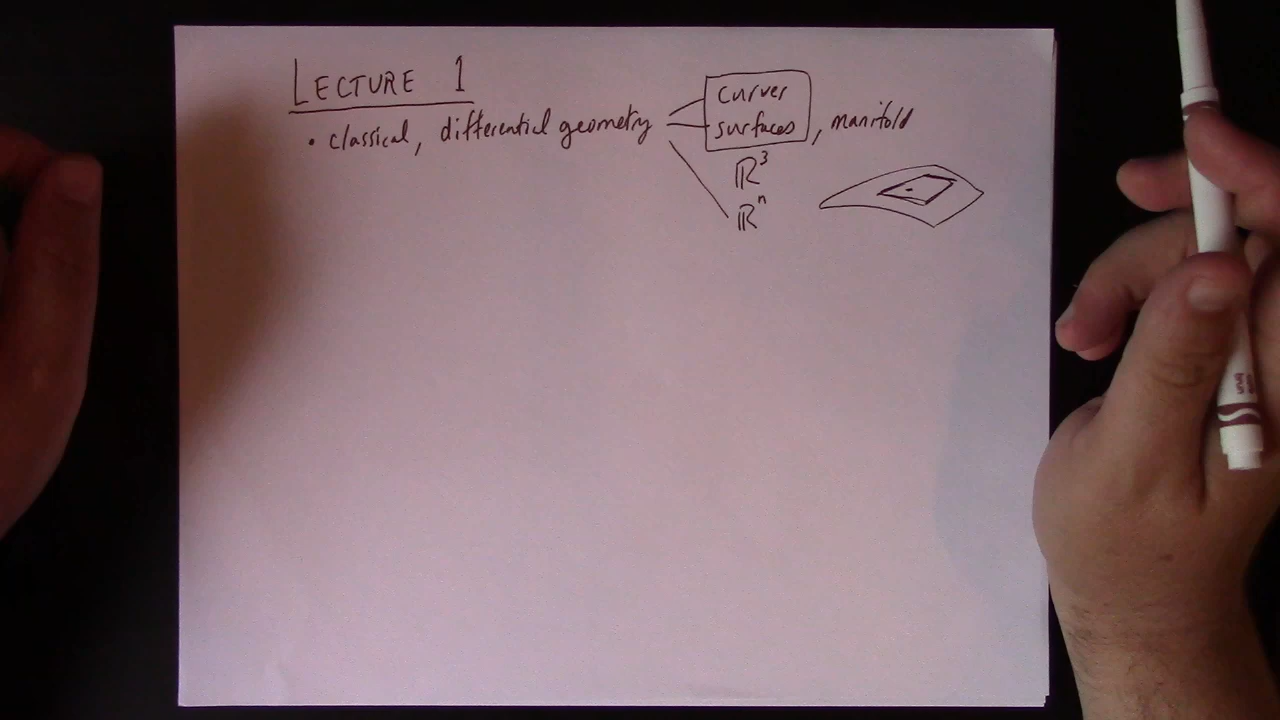 LECTURE 1
• classical, differential geometry
curves
surfaces, manifold
ℝ³
ℝⁿ